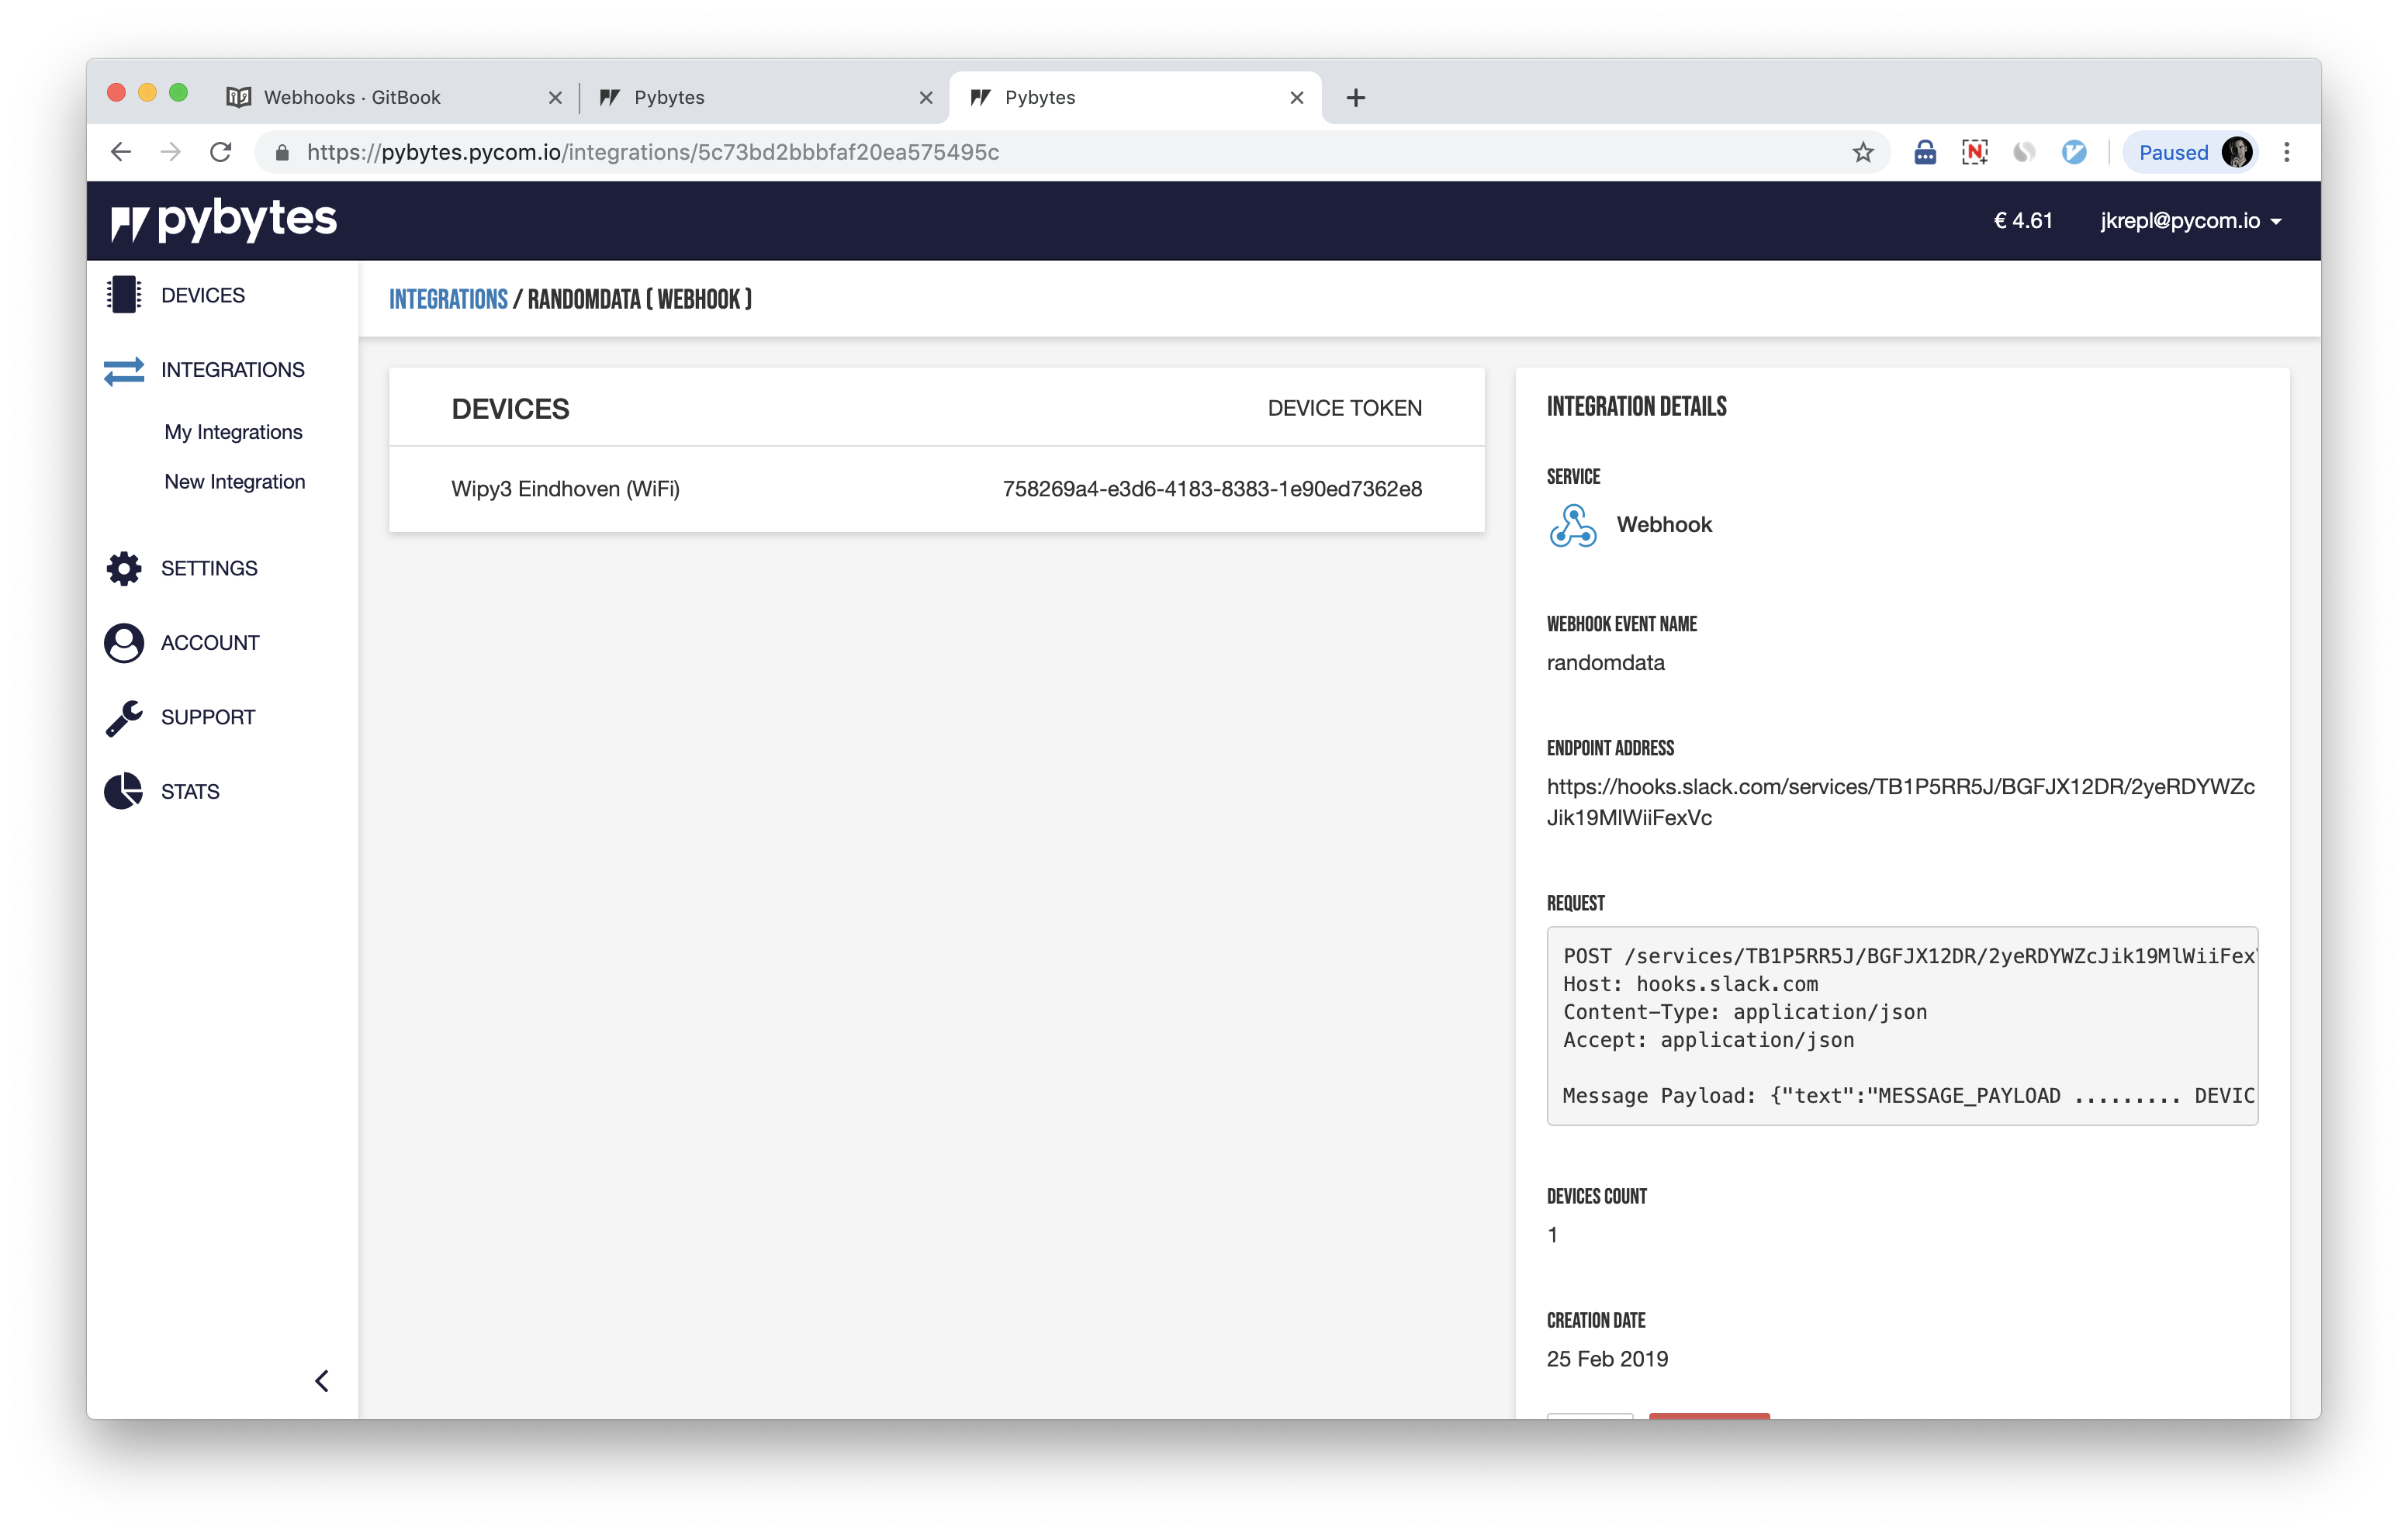 Webhooks · GitBook
Pybytes
Pybytes
https://pybytes.pycom.io/integrations/5c73bd2bbbfaf20ea575495c
Paused
pybytes
€ 4.61
jkrepl@pycom.io
DEVICES
INTEGRATIONS
My Integrations
New Integration
SETTINGS
ACCOUNT
SUPPORT
STATS
INTEGRATIONS / RANDOMDATA ( WEBHOOK )
DEVICES
DEVICE TOKEN
Wipy3 Eindhoven (WiFi)
758269a4-e3d6-4183-8383-1e90ed7362e8
INTEGRATION DETAILS
SERVICE
Webhook
WEBHOOK EVENT NAME
randomdata
ENDPOINT ADDRESS
https://hooks.slack.com/services/TB1P5RR5J/BGFJX12DR/2yeRDYWZc
Jik19MlWiiFexVc
REQUEST
POST /services/TB1P5RR5J/BGFJX12DR/2yeRDYWZcJik19MlWiiFexV
Host: hooks.slack.com
Content-Type: application/json
Accept: application/json
Message Payload: {"text":"MESSAGE_PAYLOAD ......... DEVIC
DEVICES COUNT
1
CREATION DATE
25 Feb 2019